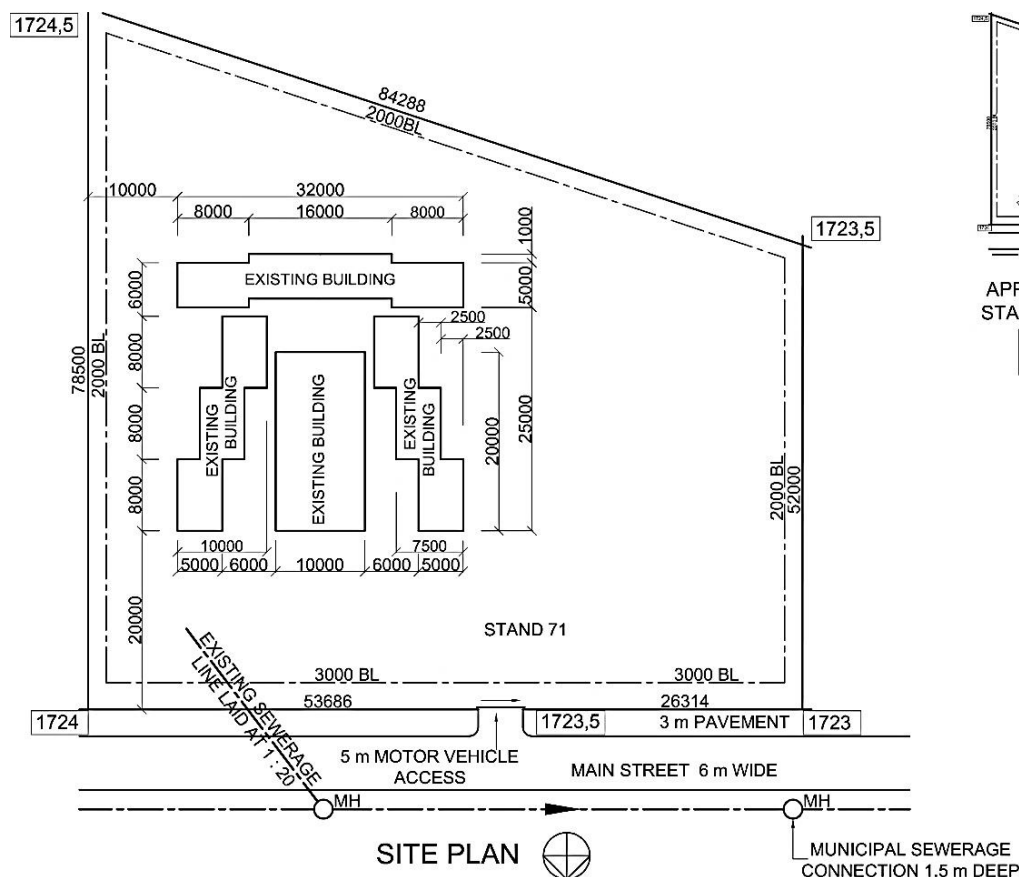 1724,5
84288
2000BL
10000
32000
8000
16000
8000
1000
1723,5
EXISTING BUILDING
6000
5000
2500
2500
78500
2000 BL
8000
8000
8000
EXISTING
BUILDING
EXISTING BUILDING
EXISTING
BUILDING
20000
25000
2000 BL
52000
10000
7500
5000
6000
10000
6000
5000
20000
STAND 71
EXISTING SEWERAGE
LINE LAID AT 1 : 20
3000 BL
3000 BL
53686
26314
1724
1723,5
3 m PAVEMENT
1723
5 m MOTOR VEHICLE
ACCESS
MAIN STREET 6 m WIDE
MH
MH
SITE PLAN
MUNICIPAL SEWERAGE
CONNECTION 1.5 m DEEP
APP
STA